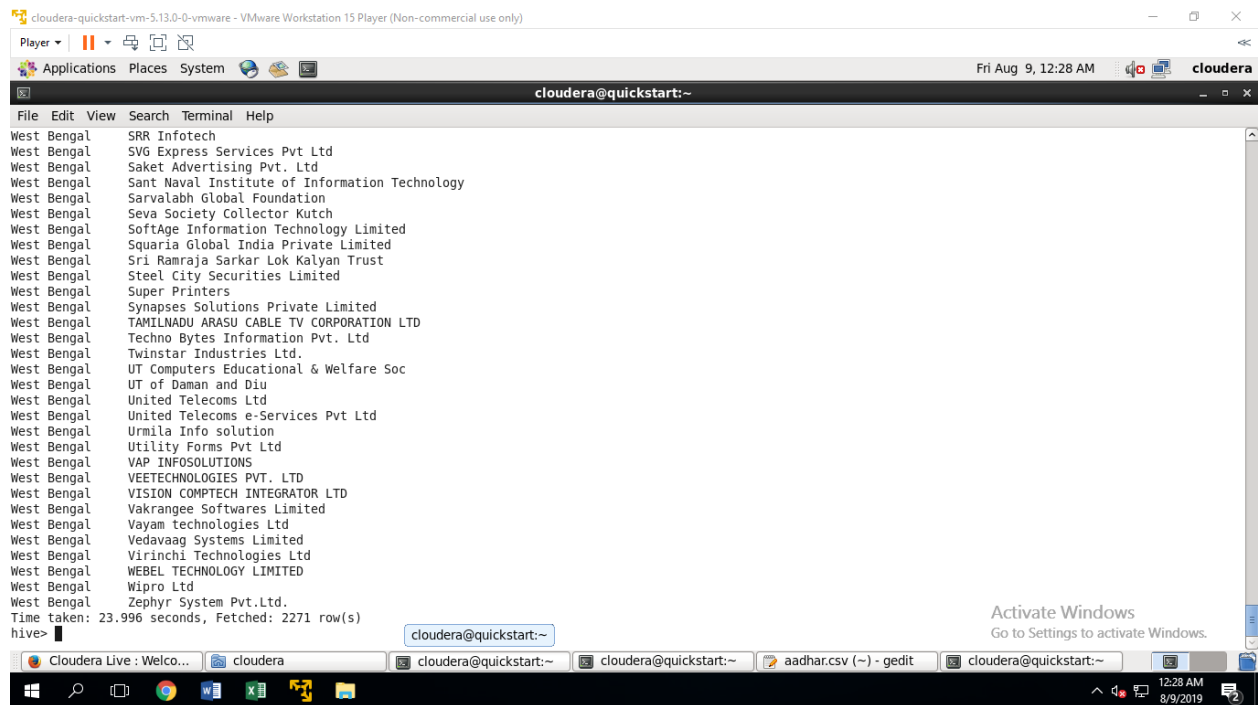 cloudera-quickstart-vm-5.13.0-0-vmware - VMware Workstation 15 Player (Non-commercial use only)
Player
Applications Places System Fri Aug 9, 12:28 AM cloudera
cloudera@quickstart:~
File Edit View Search Terminal Help
West Bengal SRR Infotech
West Bengal SVG Express Services Pvt Ltd
West Bengal Saket Advertising Pvt. Ltd
West Bengal Sant Naval Institute of Information Technology
West Bengal Sarvalabh Global Foundation
West Bengal Seva Society Collector Kutch
West Bengal SoftAge Information Technology Limited
West Bengal Squaria Global India Private Limited
West Bengal Sri Ramraja Sarkar Lok Kalyan Trust
West Bengal Steel City Securities Limited
West Bengal Super Printers
West Bengal Synapses Solutions Private Limited
West Bengal TAMILNADU ARASU CABLE TV CORPORATION LTD
West Bengal Techno Bytes Information Pvt. Ltd
West Bengal Twinstar Industries Ltd.
West Bengal UT Computers Educational & Welfare Soc
West Bengal UT of Daman and Diu
West Bengal United Telecoms Ltd
West Bengal United Telecoms e-Services Pvt Ltd
West Bengal Urmila Info solution
West Bengal Utility Forms Pvt Ltd
West Bengal VAP INFOSOLUTIONS
West Bengal VEETECHNOLOGIES PVT. LTD
West Bengal VISION COMPTECH INTEGRATOR LTD
West Bengal Vakrangee Softwares Limited
West Bengal Vayam technologies Ltd
West Bengal Vedavaag Systems Limited
West Bengal Virinchi Technologies Ltd
West Bengal WEBEL TECHNOLOGY LIMITED
West Bengal Wipro Ltd
West Bengal Zephyr System Pvt.Ltd.
Time taken: 23.996 seconds, Fetched: 2271 row(s)
hive>
cloudera@quickstart:~
Activate Windows
Go to Settings to activate Windows.
Cloudera Live : Welco... cloudera cloudera@quickstart:~ cloudera@quickstart:~ aadhar.csv (~) - gedit cloudera@quickstart:~
12:28 AM
8/9/2019
2